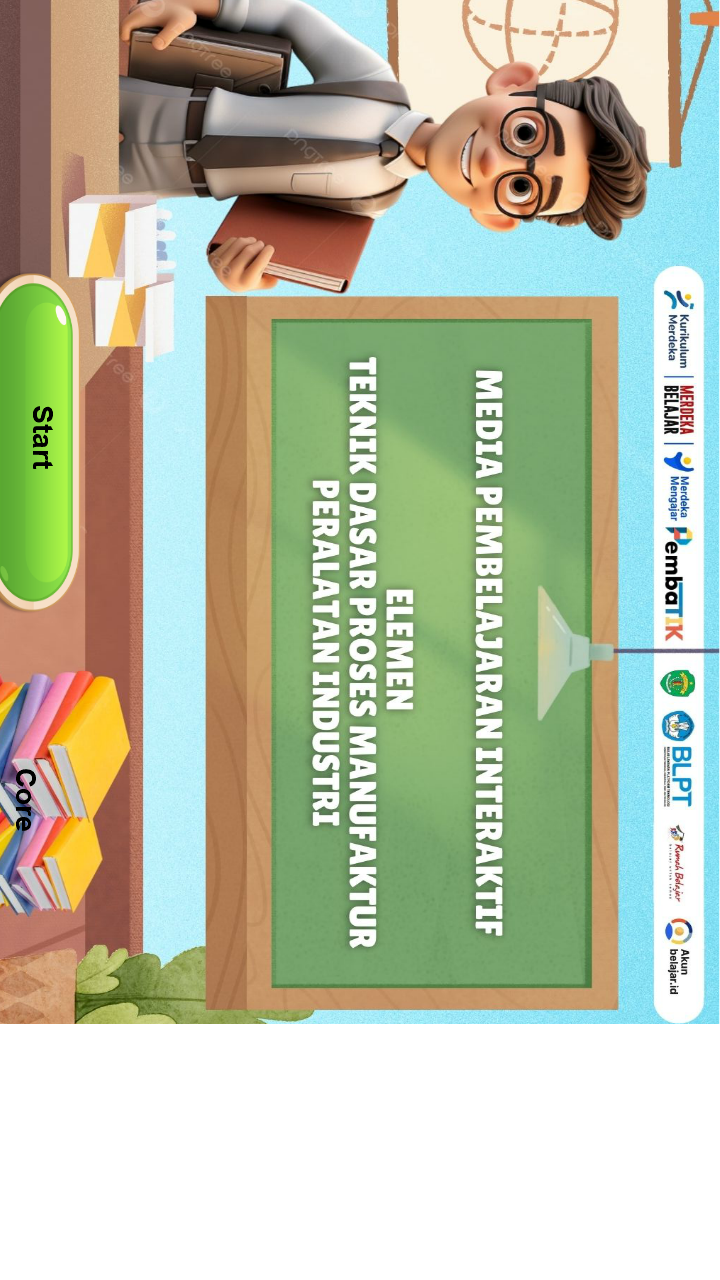 Kurikulum
Merdeka
MERDEKA
BELAJAR
Merdeka
Mengajar
PembaTIK
BLPT
Rumah Belajar
Akun
belajar.id
MEDIA PEMBELAJARAN INTERAKTIF
ELEMEN
TEKNIK DASAR PROSES MANUFAKTUR
PERALATAN INDUSTRI
Start
Core